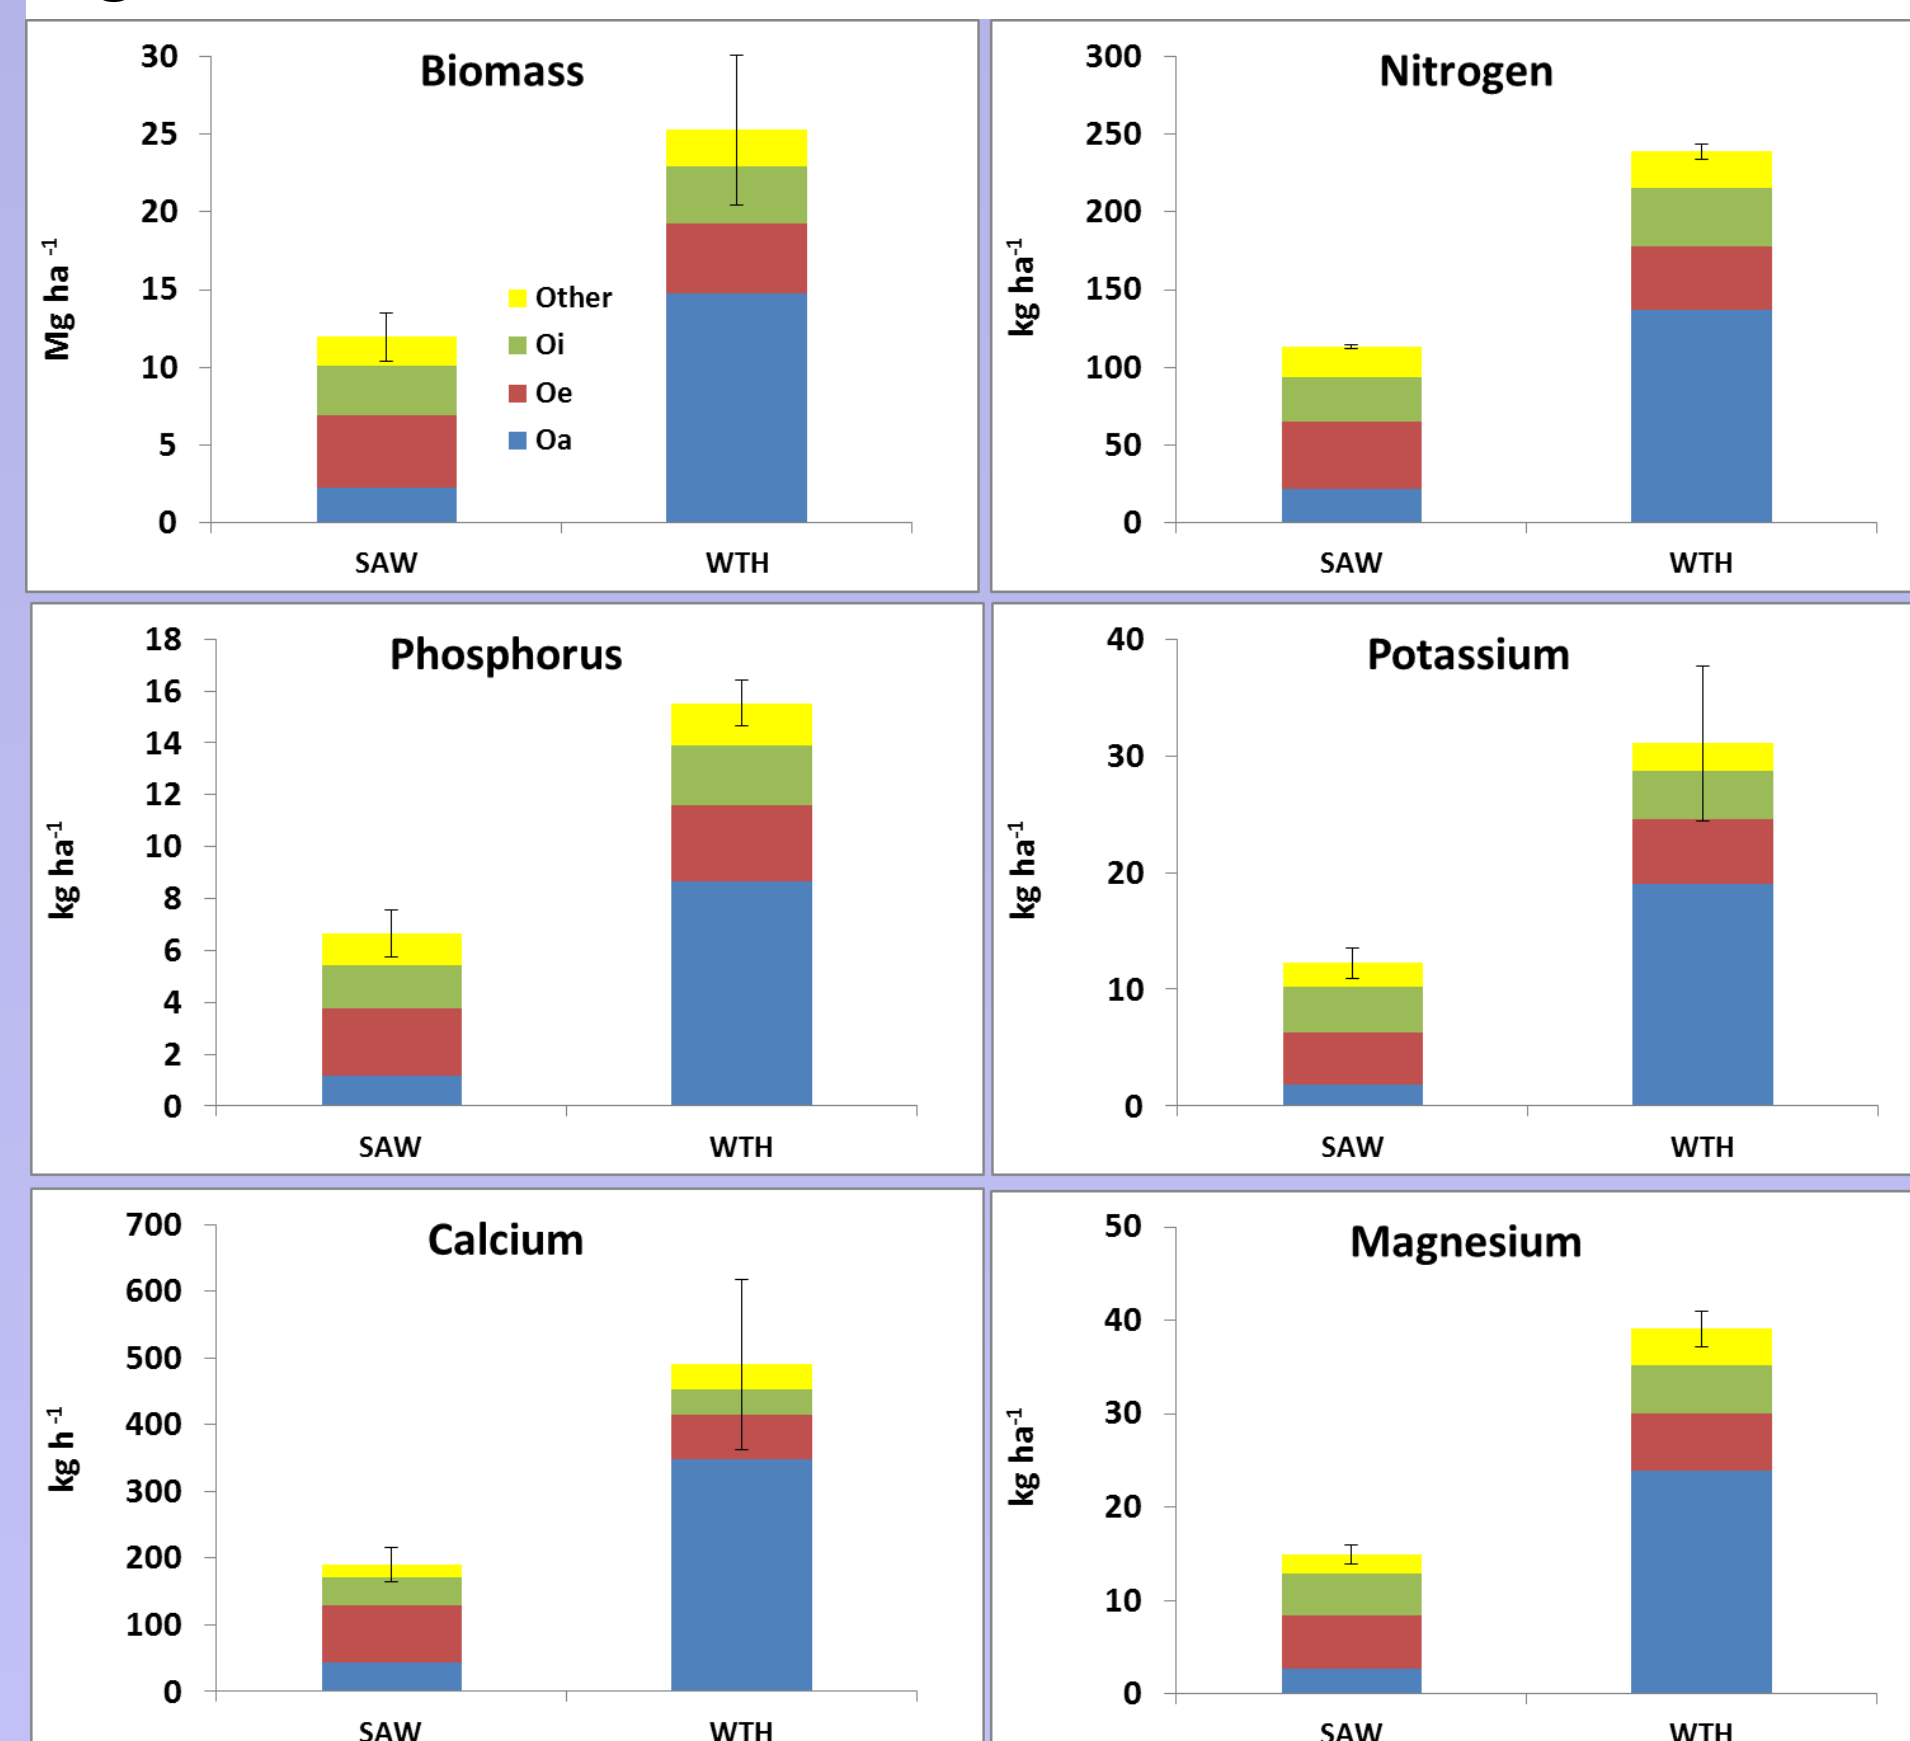 Biomass
30
25
20
15
10
5
0
Mg ha -1
Other
Oi
Oe
Oa
SAW
WTH
Nitrogen
300
250
200
150
100
50
0
kg ha-1
SAW
WTH
Phosphorus
18
16
14
12
10
8
6
4
2
0
kg ha-1
SAW
WTH
Potassium
40
30
20
10
0
kg ha-1
SAW
WTH
Calcium
700
600
500
400
300
200
100
0
kg h -1
SAW
WTH
Magnesium
50
40
30
20
10
0
kg ha-1
SAW
WTH